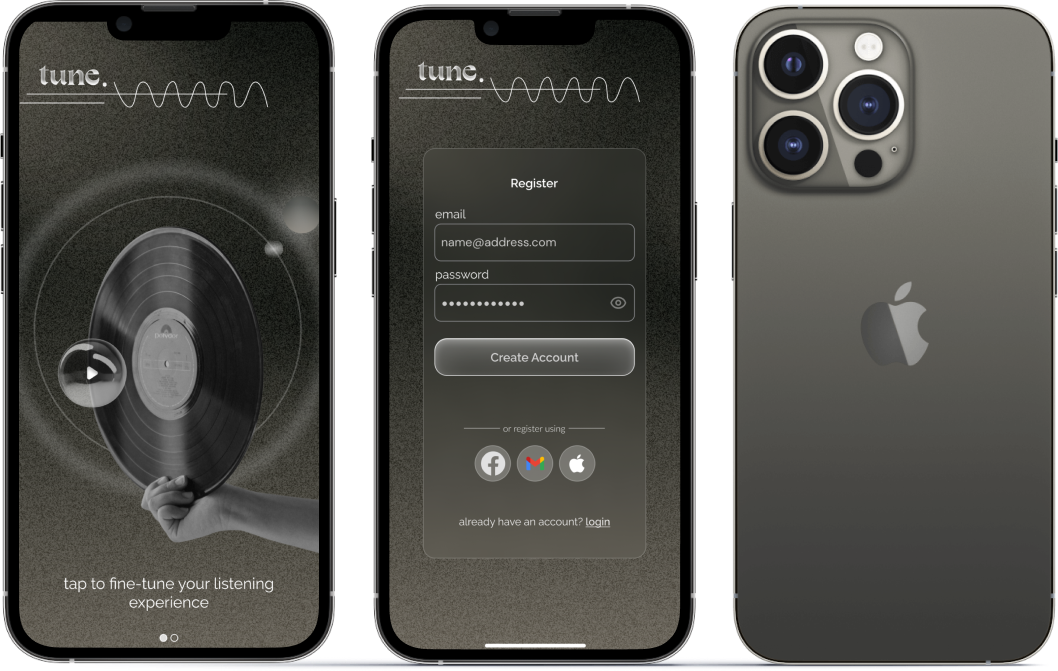 tune.
tap to fine-tune your listening
experience
tune.
Register
email
name@address.com
password
••••••••••••
Create Account
or register using
already have an account? login